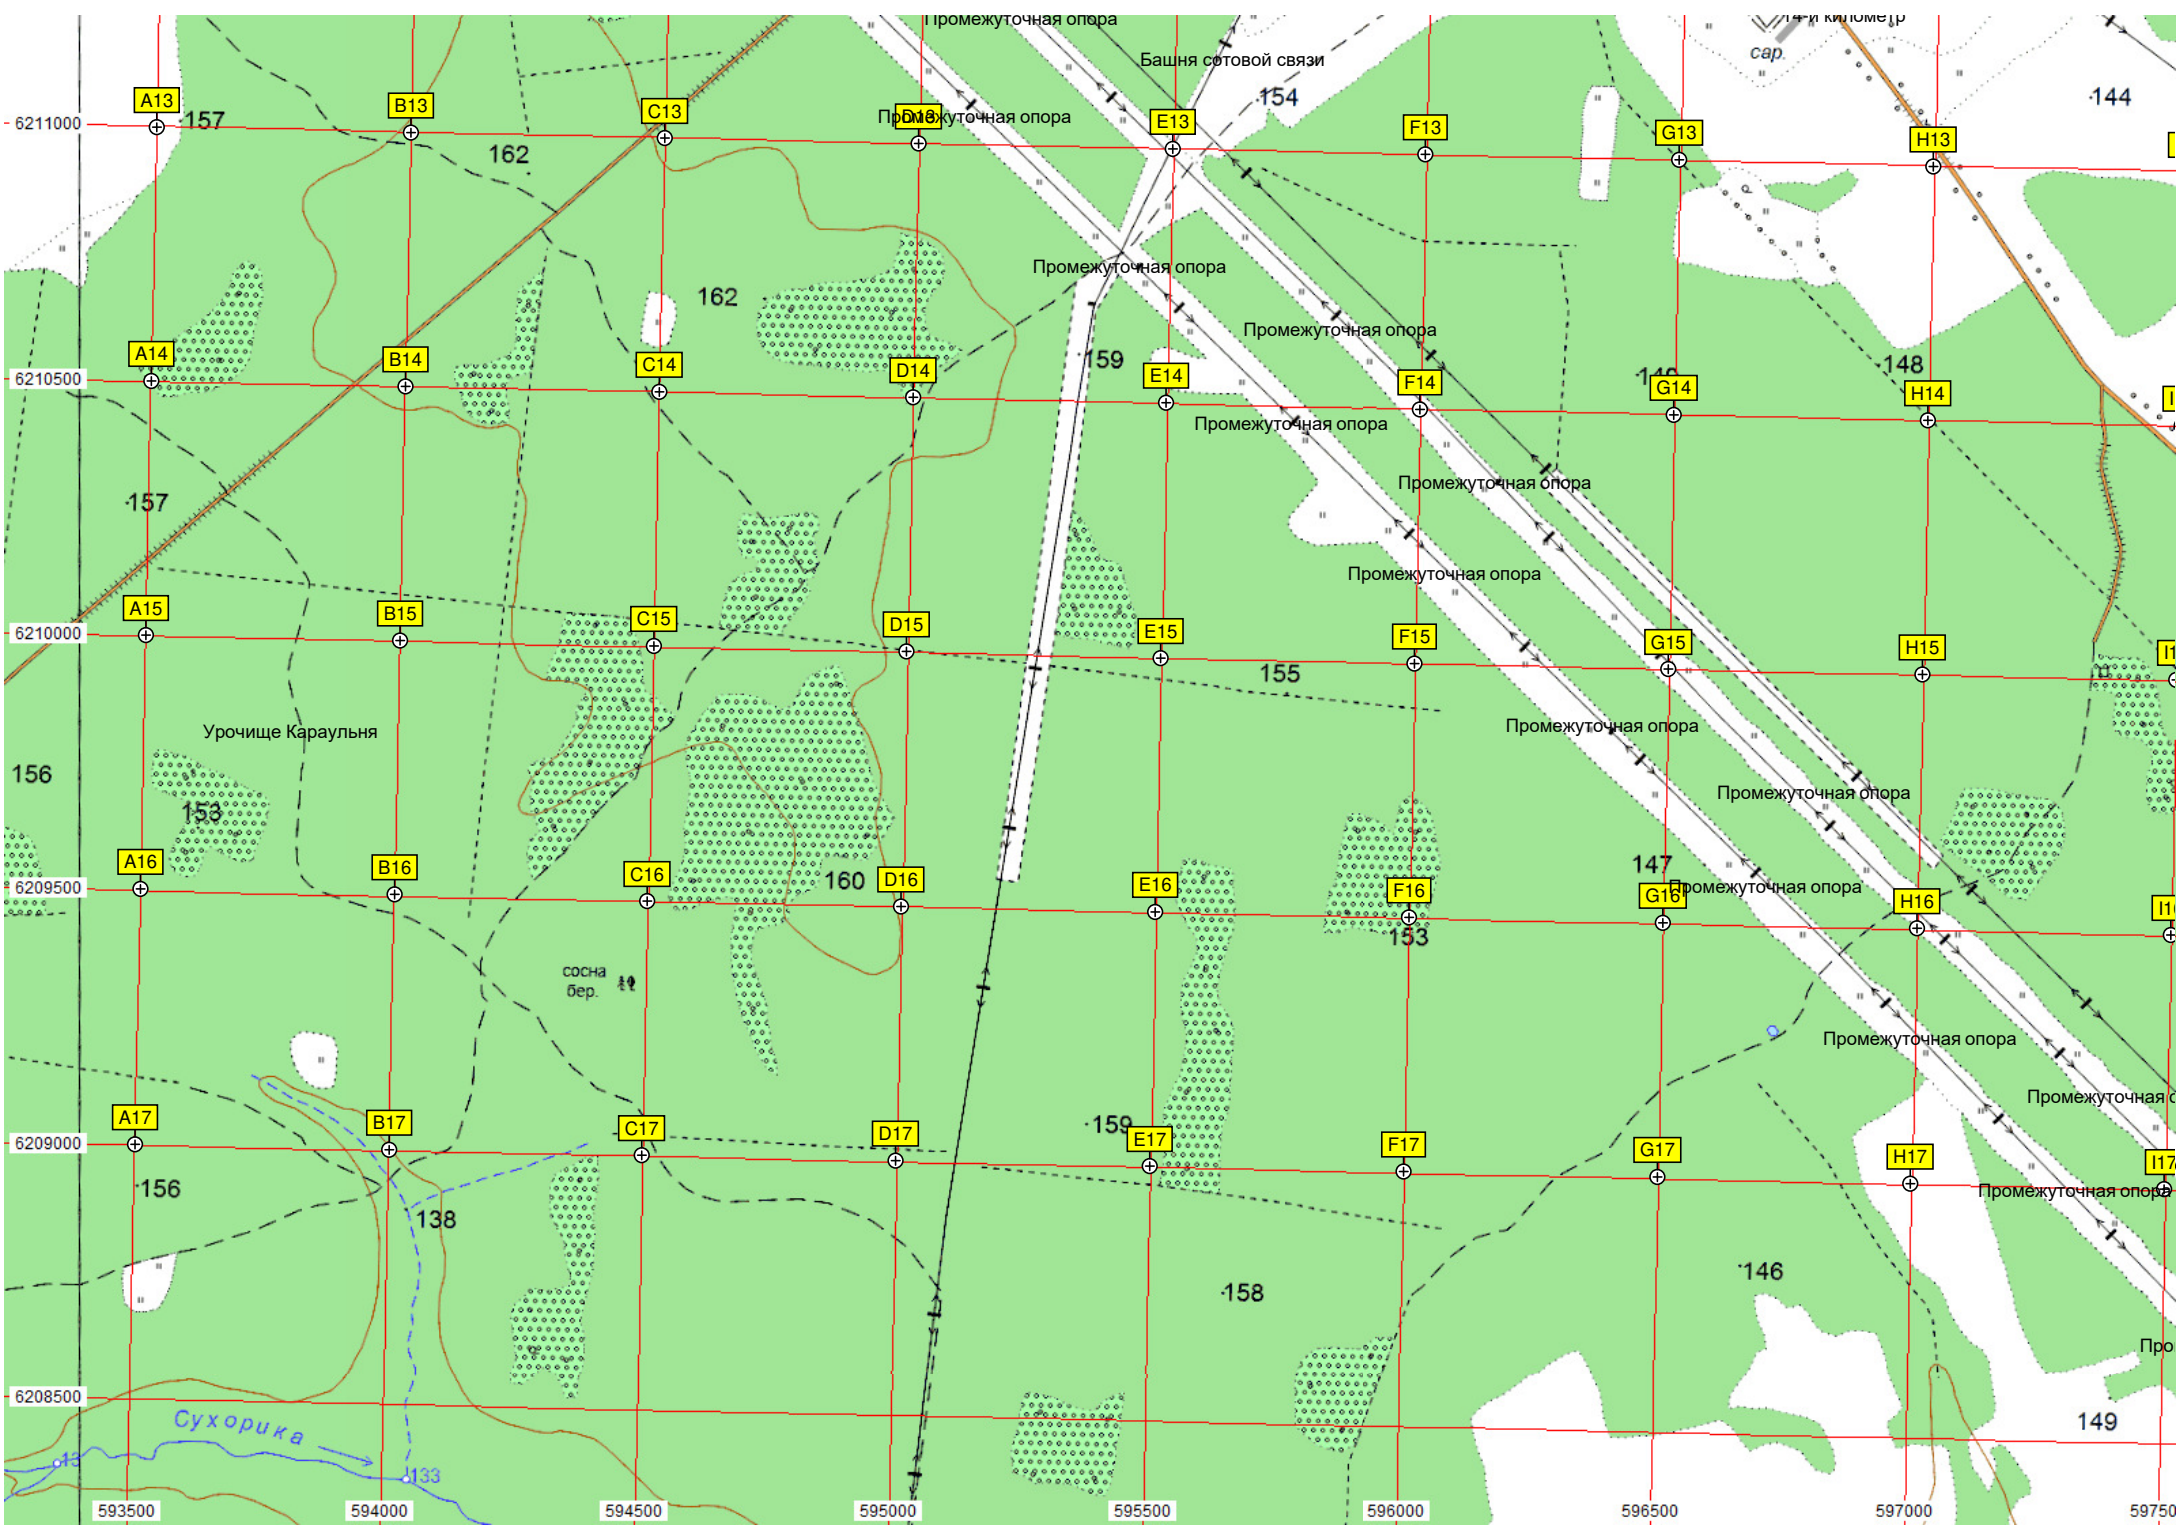 Промежуточная опора
14-й километр
сар.
Башня сотовой связи
154
144
A13
B13
C13
D13
E13
F13
G13
H13
6211000
157
Промежуточная опора
162
162
Промежуточная опора
Промежуточная опора
159
148
A14
B14
C14
D14
E14
F14
G14
H14
6210500
Промежуточная опора
157
Промежуточная опора
Промежуточная опора
A15
B15
C15
D15
E15
F15
G15
H15
6210000
155
Урочище Караульня
Промежуточная опора
156
153
Промежуточная опора
147
A16
B16
C16
D16
E16
F16
G16
H16
6209500
160
Промежуточная опора
153
сосна
бер.
Промежуточная опора
Промежуточная
159
A17
B17
C17
D17
E17
F17
G17
H17
I17
6209000
156
138
Промежуточная опора
146
158
6208500
149
Сухорика
133
593500
594000
594500
595000
595500
596000
596500
597000